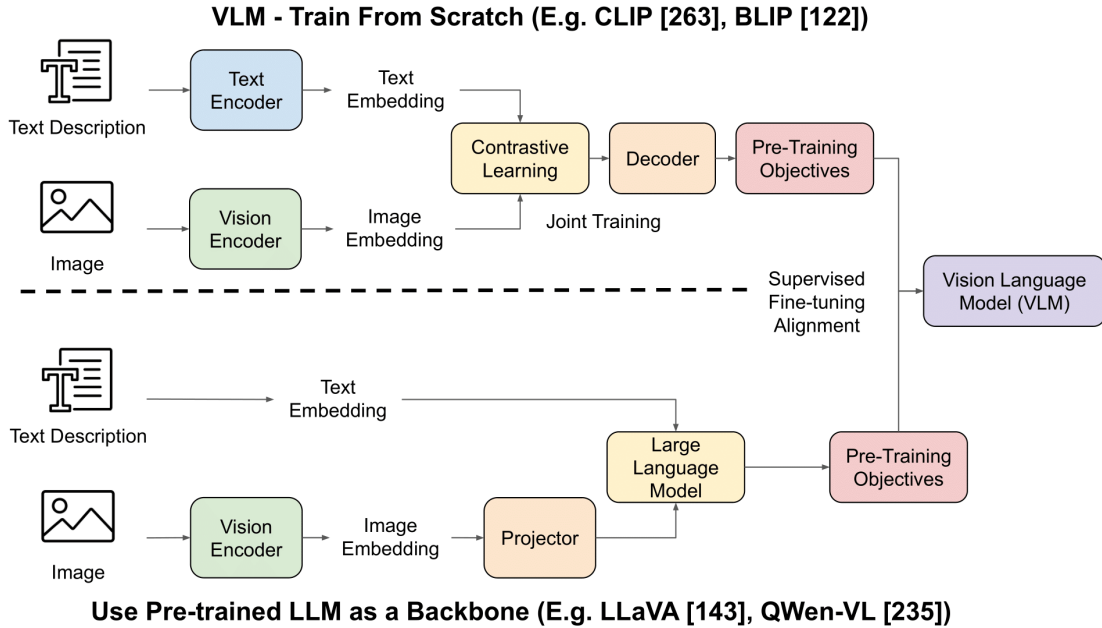 VLM - Train From Scratch (E.g. CLIP [263], BLIP [122])
Text Description
Text
Encoder
Text
Embedding
Contrastive
Learning
Decoder
Pre-Training
Objectives
Image
Vision
Encoder
Image
Embedding
Joint Training
Supervised
Fine-tuning
Alignment
Vision Language
Model (VLM)
Text Description
Text
Embedding
Large
Language
Model
Pre-Training
Objectives
Image
Vision
Encoder
Image
Embedding
Projector
Use Pre-trained LLM as a Backbone (E.g. LLaVA [143], QWen-VL [235])